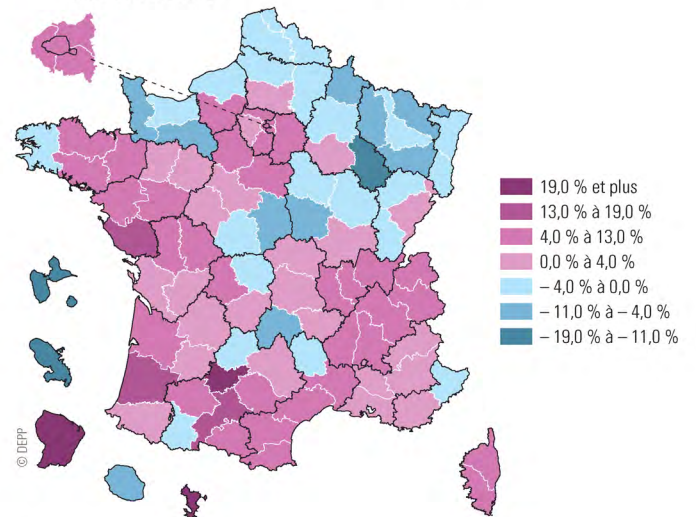 19,0 % et plus
13,0 % à 19,0 %
4,0 % à 13,0 %
0,0 % à 4,0 %
– 4,0 % à 0,0 %
– 11,0 % à – 4,0 %
– 19,0 % à – 11,0 %
© DEPP